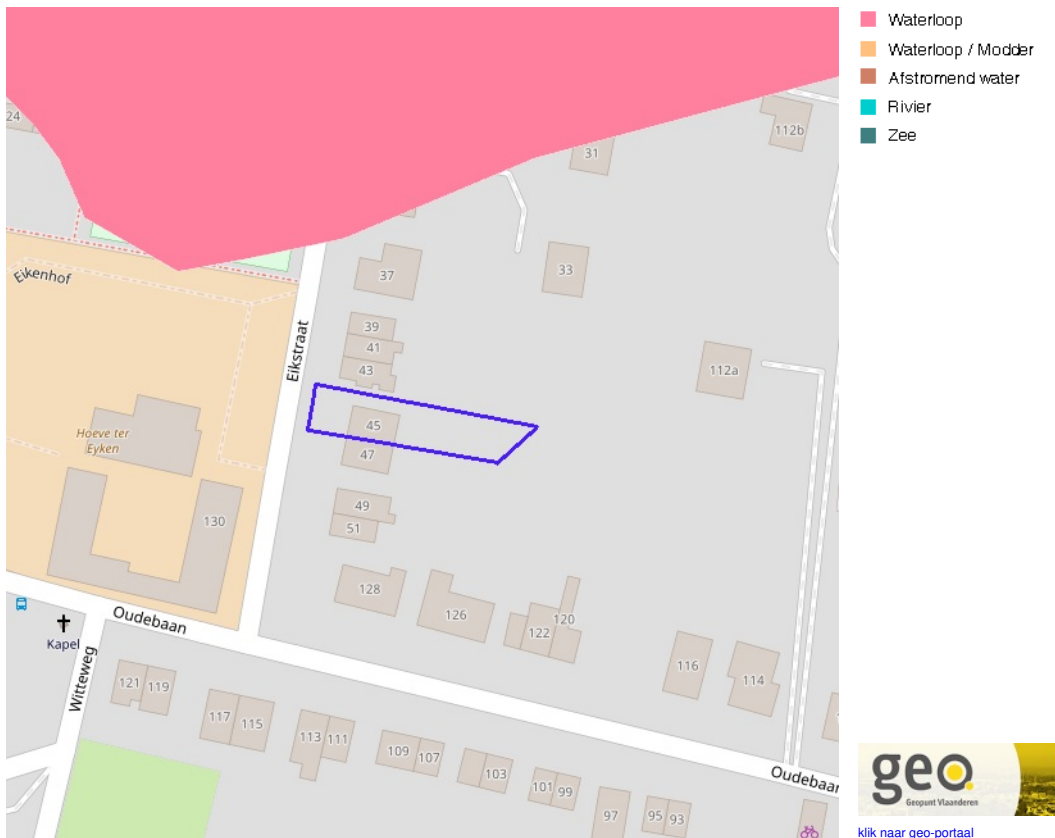 Waterloop
Waterloop / Modder
Afstromend water
Rivier
Zee
24
112b
31
37
33
Eikenhof
39
41
43
Eikstraat
112a
45
47
Hoeve ter
Eyken
49
51
130
128
126
120
122
Oudebaan
Kapel
Witteweg
116
114
121
119
117
115
113
111
109
107
103
101
99
97
95
93
Oudebaan
geo
Geopunt Vlaanderen
klik naar geo-portaal